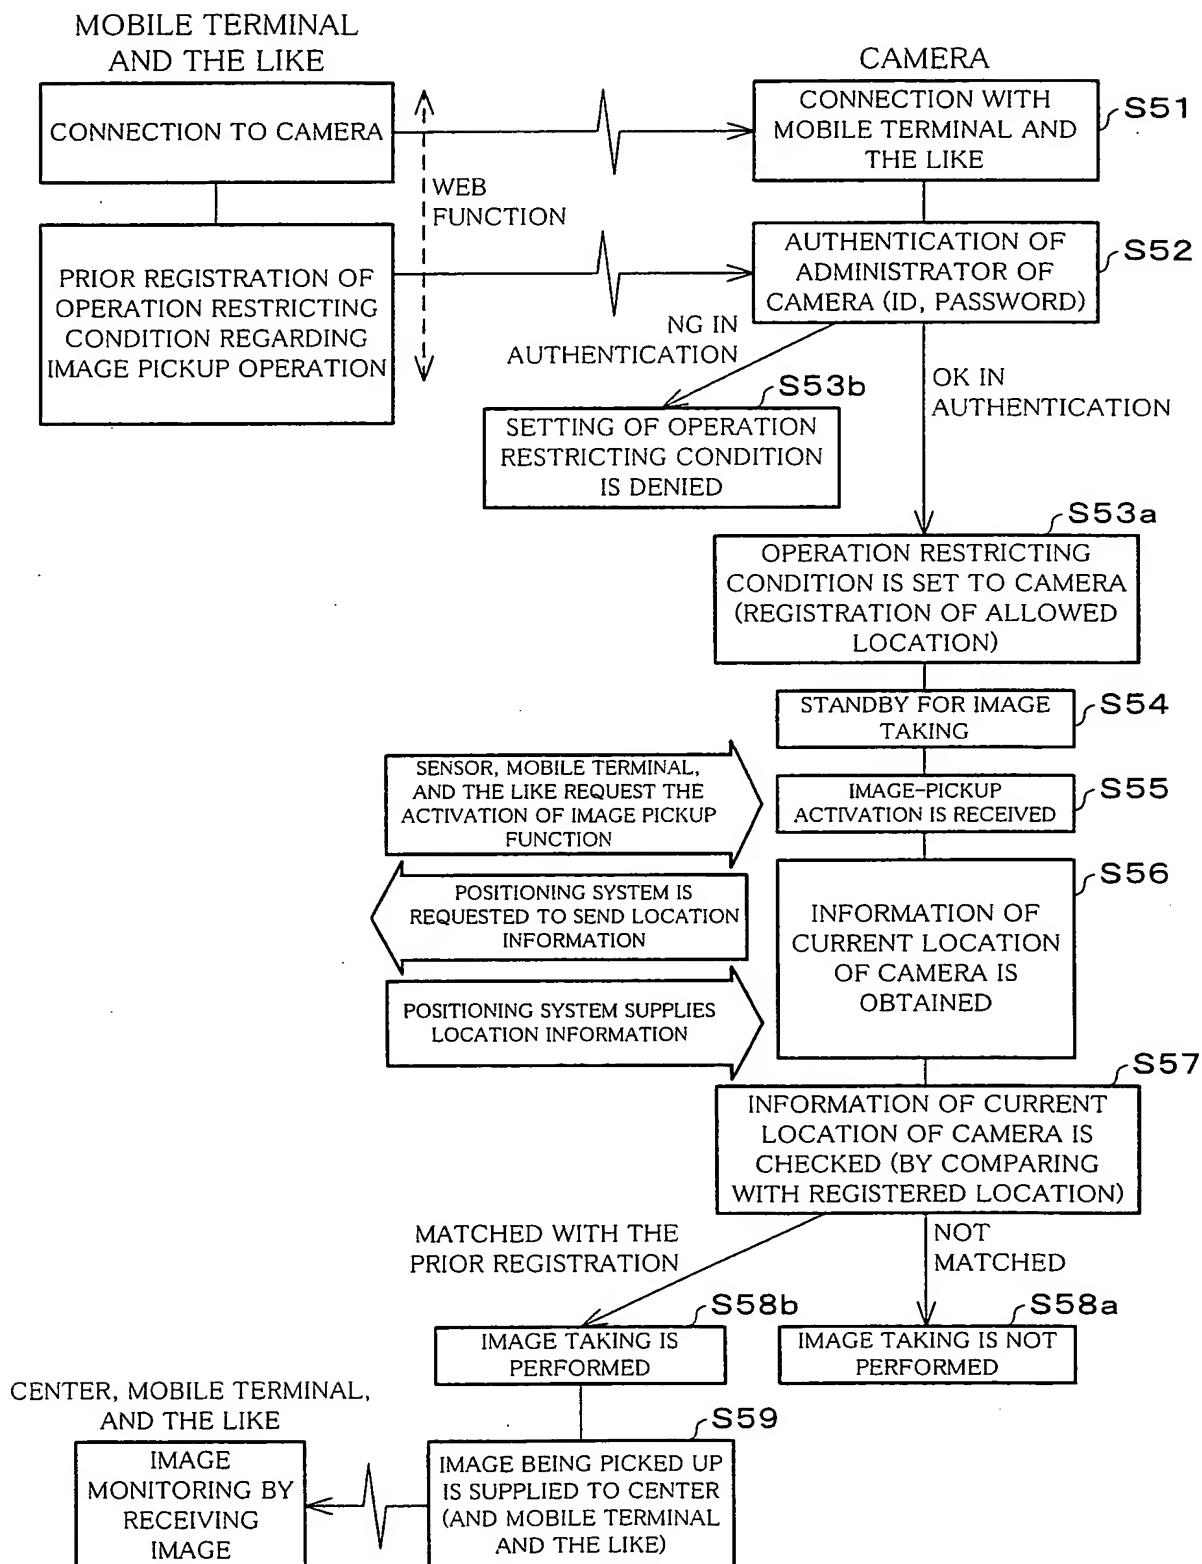 MOBILE TERMINAL
AND THE LIKE
CAMERA
CONNECTION TO CAMERA
CONNECTION WITH
MOBILE TERMINAL AND
THE LIKE
S51
WEB
FUNCTION
PRIOR REGISTRATION OF
OPERATION RESTRICTING
CONDITION REGARDING
IMAGE PICKUP OPERATION
AUTHENTICATION OF
ADMINISTRATOR OF
CAMERA (ID, PASSWORD)
S52
NG IN
AUTHENTICATION
S53b
OK IN
AUTHENTICATION
SETTING OF OPERATION
RESTRICTING CONDITION
IS DENIED
S53a
OPERATION RESTRICTING
CONDITION IS SET TO CAMERA
(REGISTRATION OF ALLOWED
LOCATION)
STANDBY FOR IMAGE
TAKING
S54
SENSOR, MOBILE TERMINAL,
AND THE LIKE REQUEST THE
ACTIVATION OF IMAGE PICKUP
FUNCTION
IMAGE-PICKUP
ACTIVATION IS RECEIVED
S55
POSITIONING SYSTEM IS
REQUESTED TO SEND LOCATION
INFORMATION
S56
INFORMATION OF
CURRENT LOCATION
OF CAMERA IS
OBTAINED
POSITIONING SYSTEM SUPPLIES
LOCATION INFORMATION
S57
INFORMATION OF CURRENT
LOCATION OF CAMERA IS
CHECKED (BY COMPARING
WITH REGISTERED LOCATION)
MATCHED WITH THE
PRIOR REGISTRATION
NOT
MATCHED
S58b
S58a
IMAGE TAKING IS
PERFORMED
IMAGE TAKING IS NOT
PERFORMED
CENTER, MOBILE TERMINAL,
AND THE LIKE
S59
IMAGE
MONITORING BY
RECEIVING
IMAGE
IMAGE BEING PICKED UP
IS SUPPLIED TO CENTER
(AND MOBILE TERMINAL
AND THE LIKE)